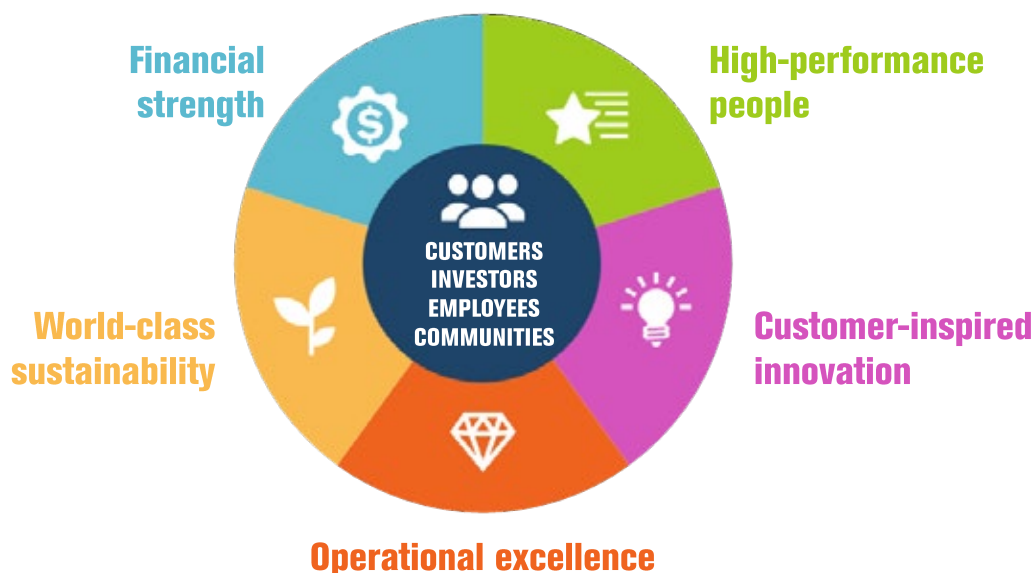 Financial
strength
High-performance
people
$
CUSTOMERS
INVESTORS
EMPLOYEES
COMMUNITIES
World-class
sustainability
Customer-inspired
innovation
Operational excellence